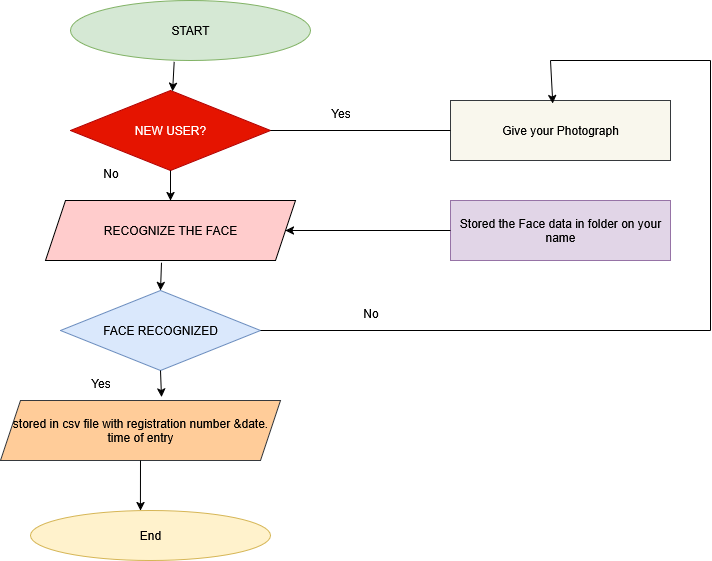 START
NEW USER?
Yes
Give your Photograph
No
RECOGNIZE THE FACE
Stored the Face data in folder on your
name
FACE RECOGNIZED
No
Yes
stored in csv file with registration number &date.
time of entry
End